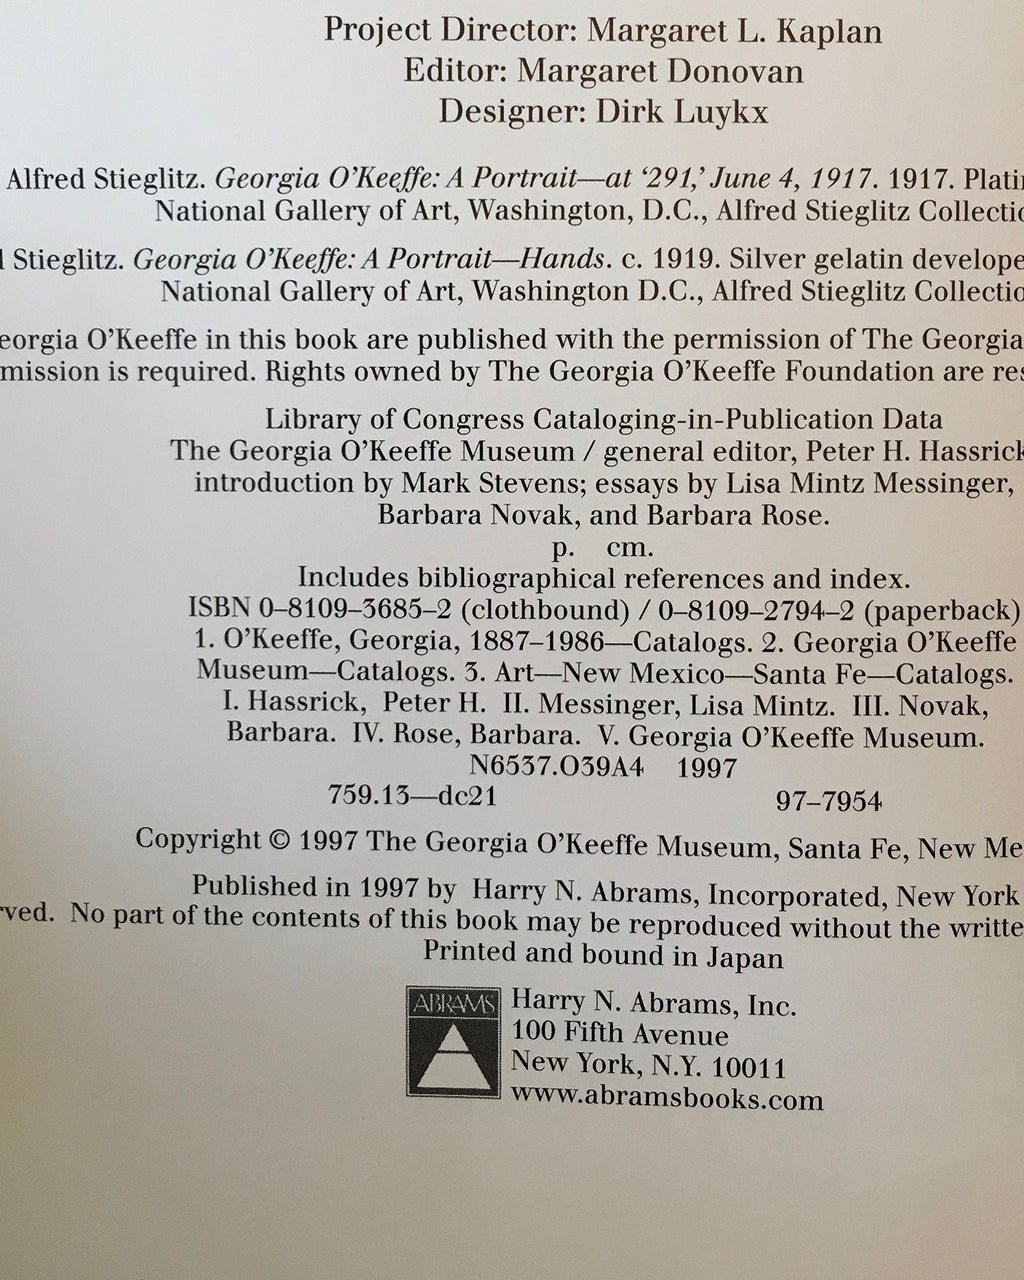 Project Director: Margaret L. Kaplan
Editor: Margaret Donovan
Designer: Dirk Luykx
Alfred Stieglitz. Georgia O'Keeffe: A Portrait—at '291,' June 4, 1917. 1917.
National Gallery of Art, Washington, D.C., Alfred Stieglitz
Stieglitz. Georgia O'Keeffe: A Portrait—Hands. c. 1919. Silver gelatin
National Gallery of Art, Washington D.C., Alfred Stieglitz
O'Keeffe in this book are published with the permission of The Georgia
is required. Rights owned by The Georgia O'Keeffe Foundation are
Library of Congress Cataloging-in-Publication Data
The Georgia O'Keeffe Museum / general editor, Peter H. Hassrick
introduction by Mark Stevens; essays by Lisa Mintz Messinger,
Barbara Novak, and Barbara Rose.
p. cm.
Includes bibliographical references and index.
ISBN 0–8109–3685–2 (clothbound) / 0–8109–2794–2 (paperback)
1. O'Keeffe, Georgia, 1887–1986—Catalogs. 2. Georgia O'Keeffe
Museum—Catalogs. 3. Art—New Mexico—Santa Fe—Catalogs.
I. Hassrick, Peter H. II. Messinger, Lisa Mintz. III. Novak,
Barbara. IV. Rose, Barbara. V. Georgia O'Keeffe Museum.
N6537.O39A4 1997
759.13—dc21 97–7954
Copyright © 1997 The Georgia O'Keeffe Museum, Santa Fe, New
Published in 1997 by Harry N. Abrams, Incorporated, New York
No part of the contents of this book may be reproduced without the
Printed and bound in Japan
ABRAMS
Harry N. Abrams, Inc.
100 Fifth Avenue
New York, N.Y. 10011
www.abramsbooks.com